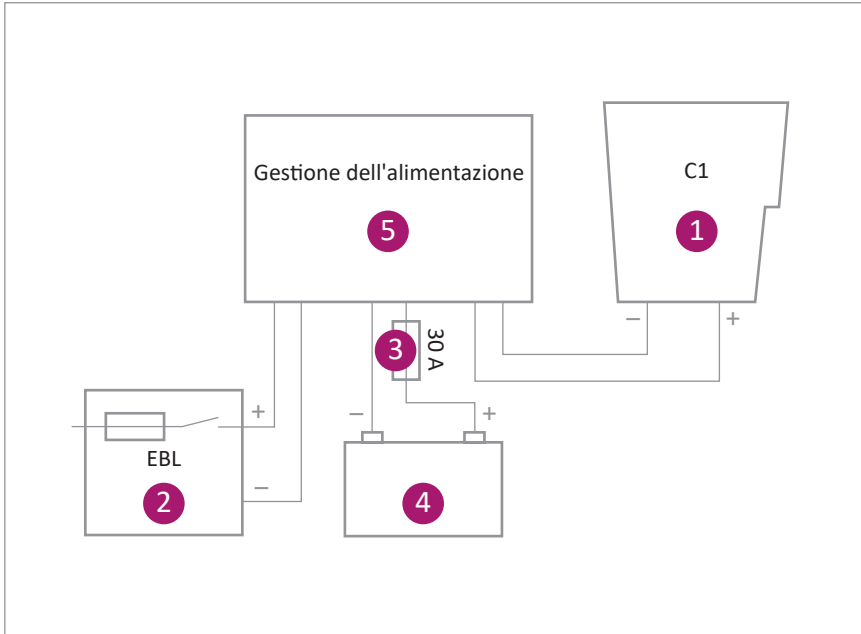 Gestione dell'alimentazione
5
C1
1
− +
3
30 A
+
− +
EBL
−
2
4